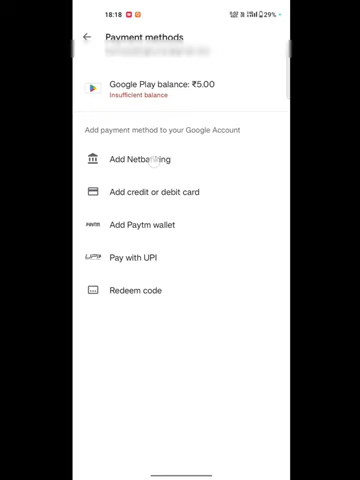 18:18
29%
Payment methods
Google Play balance: ₹5.00
Insufficient balance
Add payment method to your Google Account
Add Netbanking
Add credit or debit card
Paytm Add Paytm wallet
UPI Pay with UPI
Redeem code